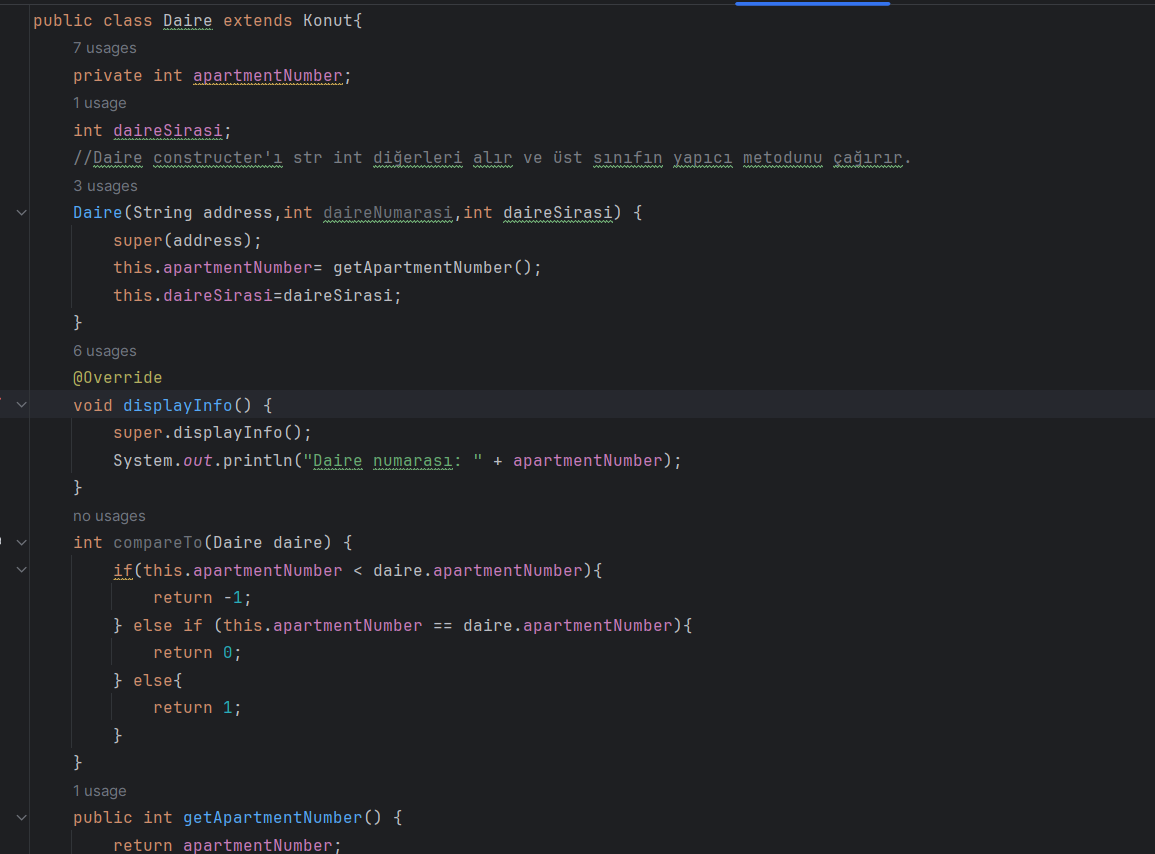 public class Daire extends Konut{
7 usages
private int apartmentNumber;
1 usage
int daireSirasi;
//Daire constructer'ı str int diğerleri alır ve üst sınıfın yapıcı metodunu çağırır.
3 usages
Daire(String address,int daireNumarasi,int daireSirasi) {
super(address);
this.apartmentNumber= getApartmentNumber();
this.daireSirasi=daireSirasi;
}
6 usages
@Override
void displayInfo() {
super.displayInfo();
System.out.println("Daire numarası: " + apartmentNumber);
}
no usages
int compareTo(Daire daire) {
if(this.apartmentNumber < daire.apartmentNumber){
return -1;
} else if (this.apartmentNumber == daire.apartmentNumber){
return 0;
} else{
return 1;
}
}
1 usage
public int getApartmentNumber() {
return apartmentNumber;